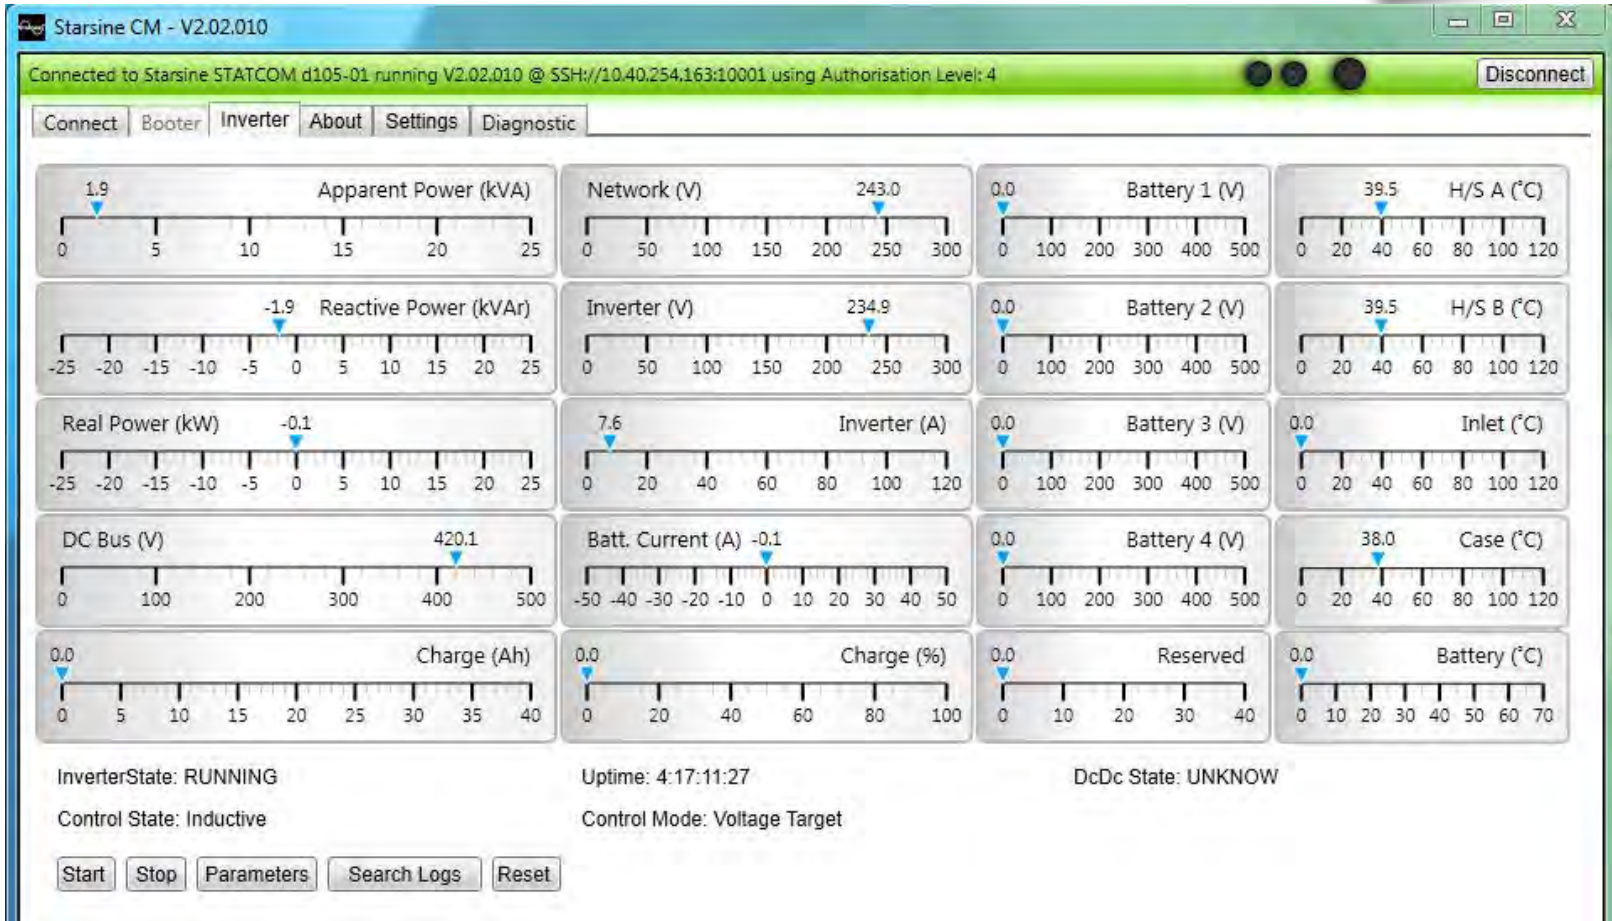 Starsine CM - V2.02.010
Connected to Starsine STATCOM d105-01 running V2.02.010 @ SSH://10.40.254.163:10001 using Authorisation Level: 4
Disconnect
Connect Booter Inverter About Settings Diagnostic
1.9 Apparent Power (kVA)
0 5 10 15 20 25
Network (V) 243.0
0 50 100 150 200 250 300
0.0 Battery 1 (V)
0 100 200 300 400 500
39.5 H/S A (°C)
0 20 40 60 80 100 120
-1.9 Reactive Power (kVAr)
-25 -20 -15 -10 -5 0 5 10 15 20 25
Inverter (V) 234.9
0 50 100 150 200 250 300
0.0 Battery 2 (V)
0 100 200 300 400 500
39.5 H/S B (°C)
0 20 40 60 80 100 120
Real Power (kW) -0.1
-25 -20 -15 -10 -5 0 5 10 15 20 25
7.6 Inverter (A)
0 20 40 60 80 100 120
0.0 Battery 3 (V)
0 100 200 300 400 500
0.0 Inlet (°C)
0 20 40 60 80 100 120
DC Bus (V) 420.1
0 100 200 300 400 500
Batt. Current (A) -0.1
-50 -40 -30 -20 -10 0 10 20 30 40 50
0.0 Battery 4 (V)
0 100 200 300 400 500
38.0 Case (°C)
0 20 40 60 80 100 120
0.0 Charge (Ah)
0 5 10 15 20 25 30 35 40
0.0 Charge (%)
0 20 40 60 80 100
0.0 Reserved
0 10 20 30 40
0.0 Battery (°C)
0 10 20 30 40 50 60 70
InverterState: RUNNING
Uptime: 4:17:11:27
DcDc State: UNKNOW
Control State: Inductive
Control Mode: Voltage Target
Start Stop Parameters Search Logs Reset